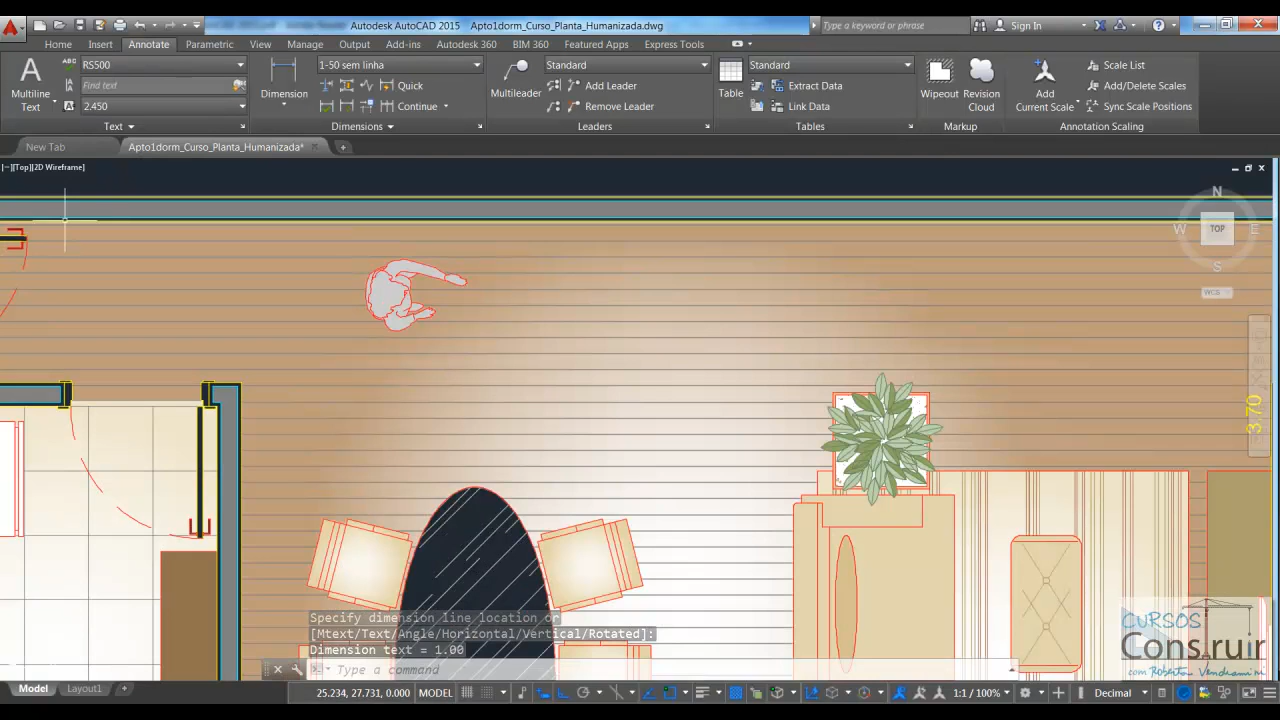 Autodesk AutoCAD 2015 Apto1dorm_Curso_Planta_Humanizada.dwg
Type a keyword or phrase
Sign In
Home Insert Annotate Parametric View Manage Output Add-ins Autodesk 360 BIM 360 Featured Apps Express Tools
Multiline Text
ABC
RS500
Find text
2.450
Text
Dimension
1-50 sem linha
Quick
Continue
Dimensions
Multileader
Standard
Add Leader
Remove Leader
Leaders
Table
Standard
Extract Data
Link Data
Tables
Wipeout
Revision Cloud
Markup
Add Current Scale
Scale List
Add/Delete Scales
Sync Scale Positions
Annotation Scaling
New Tab
Apto1dorm_Curso_Planta_Humanizada*
[−][Top][2D Wireframe]
N
W TOP E
S
WCS
3.70
Specify dimension line location or
[Mtext/Text/Angle/Horizontal/Vertical/Rotated]:
Dimension text = 1.00
Type a command
CURSOS
Construir
com Roberta Vendramini
Model Layout1
25.234, 27.731, 0.000 MODEL
1:1 / 100%
Decimal